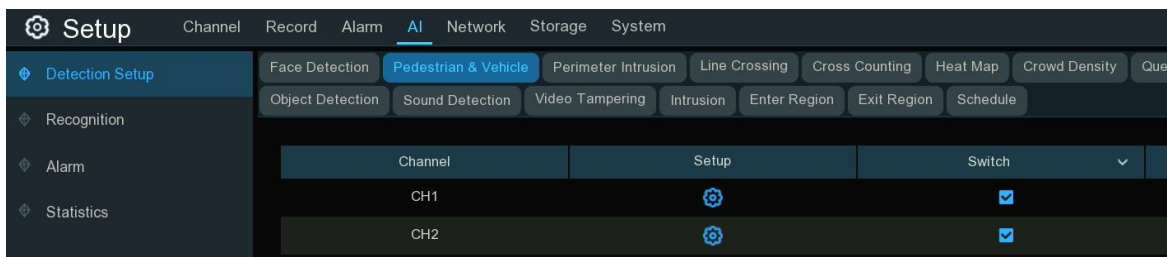 Setup Channel Record Alarm AI Network Storage System
Detection Setup
Recognition
Alarm
Statistics
Face Detection Pedestrian & Vehicle Perimeter Intrusion Line Crossing Cross Counting Heat Map Crowd Density Que
Object Detection Sound Detection Video Tampering Intrusion Enter Region Exit Region Schedule
Channel Setup Switch
CH1
CH2